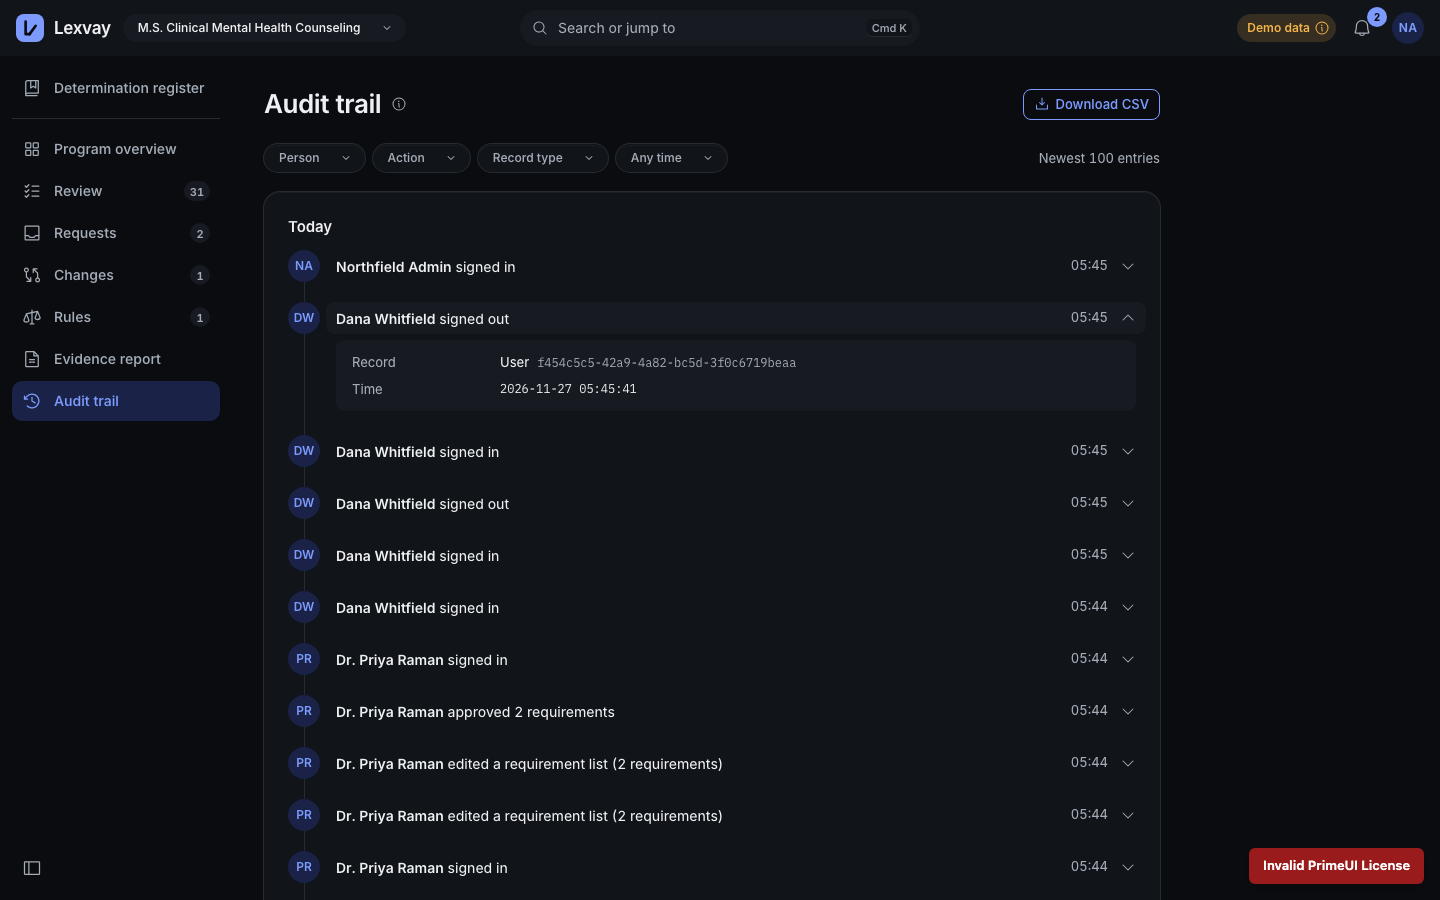 Lexvay
M.S. Clinical Mental Health Counseling
Search or jump to
Cmd K
Demo data
2
NA
Determination register
Program overview
Review 31
Requests 2
Changes 1
Rules 1
Evidence report
Audit trail
Audit trail
Download CSV
Person
Action
Record type
Any time
Newest 100 entries
Today
NA Northfield Admin signed in 05:45
DW Dana Whitfield signed out 05:45
Record User f454c5c5-42a9-4a82-bc5d-3f0c6719beaa
Time 2026-11-27 05:45:41
DW Dana Whitfield signed in 05:45
DW Dana Whitfield signed out 05:45
DW Dana Whitfield signed in 05:45
DW Dana Whitfield signed in 05:44
PR Dr. Priya Raman signed in 05:44
PR Dr. Priya Raman approved 2 requirements 05:44
PR Dr. Priya Raman edited a requirement list (2 requirements) 05:44
PR Dr. Priya Raman edited a requirement list (2 requirements) 05:44
PR Dr. Priya Raman signed in 05:44
Invalid PrimeUI License